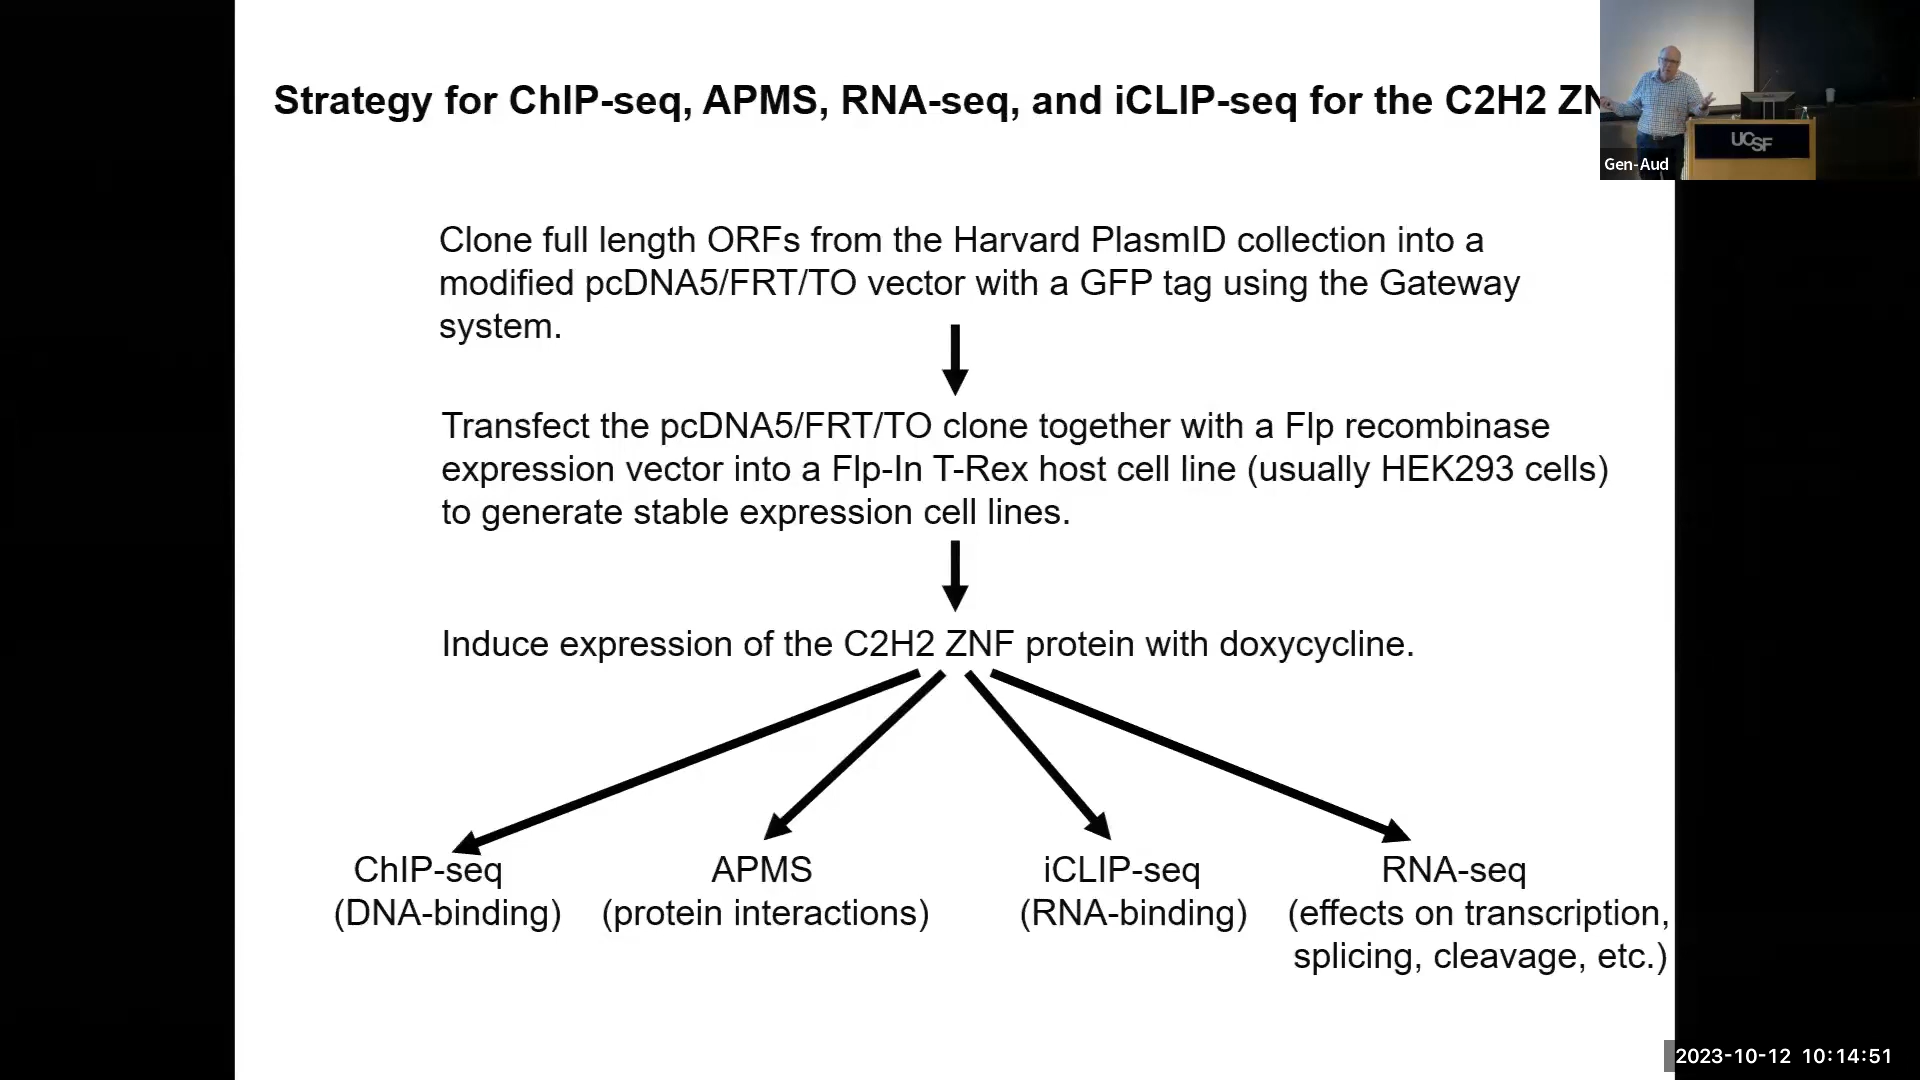 Strategy for ChIP-seq, APMS, RNA-seq, and iCLIP-seq for the C2H2 ZN
UCSF
Gen-Aud
Clone full length ORFs from the Harvard PlasmID collection into a
modified pcDNA5/FRT/TO vector with a GFP tag using the Gateway
system.
Transfect the pcDNA5/FRT/TO clone together with a Flp recombinase
expression vector into a Flp-In T-Rex host cell line (usually HEK293 cells)
to generate stable expression cell lines.
Induce expression of the C2H2 ZNF protein with doxycycline.
ChIP-seq
(DNA-binding)
APMS
(protein interactions)
iCLIP-seq
(RNA-binding)
RNA-seq
(effects on transcription,
splicing, cleavage, etc.)
2023-10-12 10:14:51